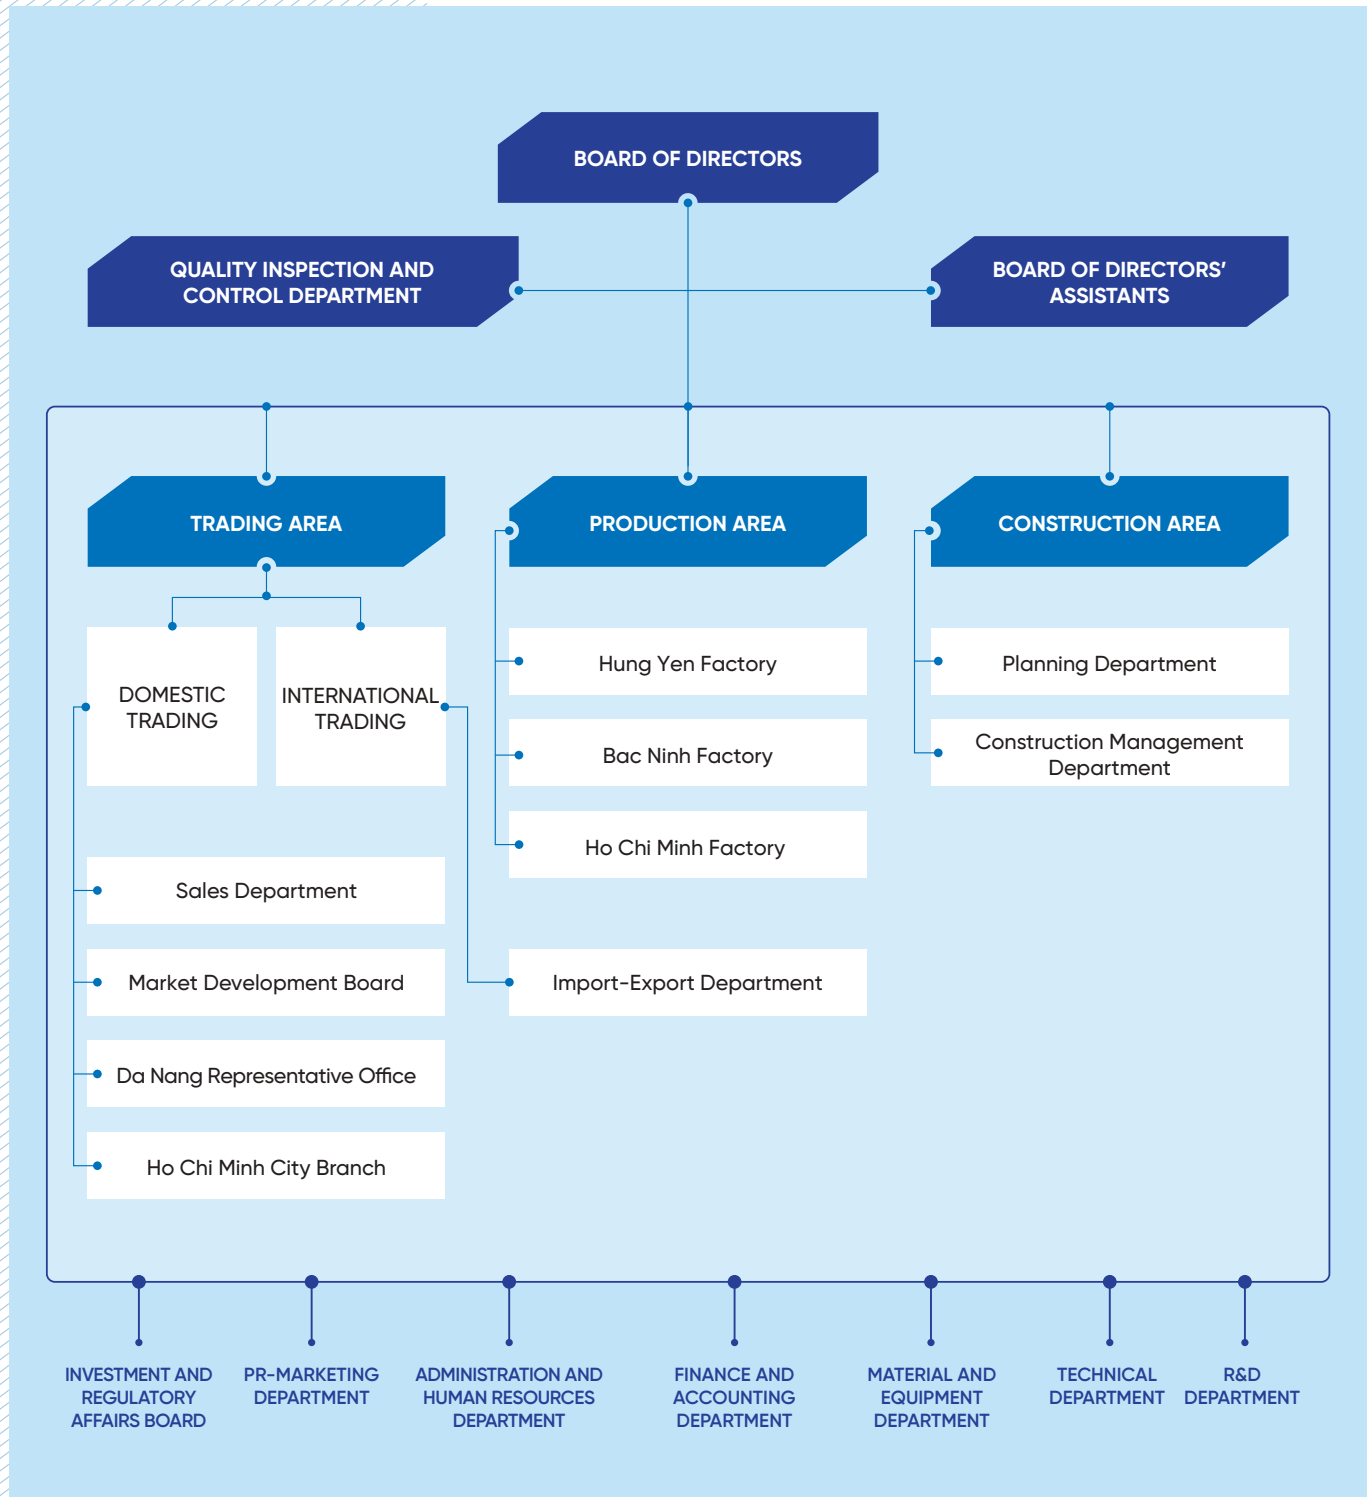 BOARD OF DIRECTORS
QUALITY INSPECTION AND
CONTROL DEPARTMENT
BOARD OF DIRECTORS’
ASSISTANTS
TRADING AREA
PRODUCTION AREA
CONSTRUCTION AREA
DOMESTIC
TRADING
INTERNATIONAL
TRADING
Hung Yen Factory
Bac Ninh Factory
Ho Chi Minh Factory
Planning Department
Construction Management
Department
Sales Department
Market Development Board
Da Nang Representative Office
Ho Chi Minh City Branch
Import-Export Department
INVESTMENT AND
REGULATORY
AFFAIRS BOARD
PR-MARKETING
DEPARTMENT
ADMINISTRATION AND
HUMAN RESOURCES
DEPARTMENT
FINANCE AND
ACCOUNTING
DEPARTMENT
MATERIAL AND
EQUIPMENT
DEPARTMENT
TECHNICAL
DEPARTMENT
R&D
DEPARTMENT